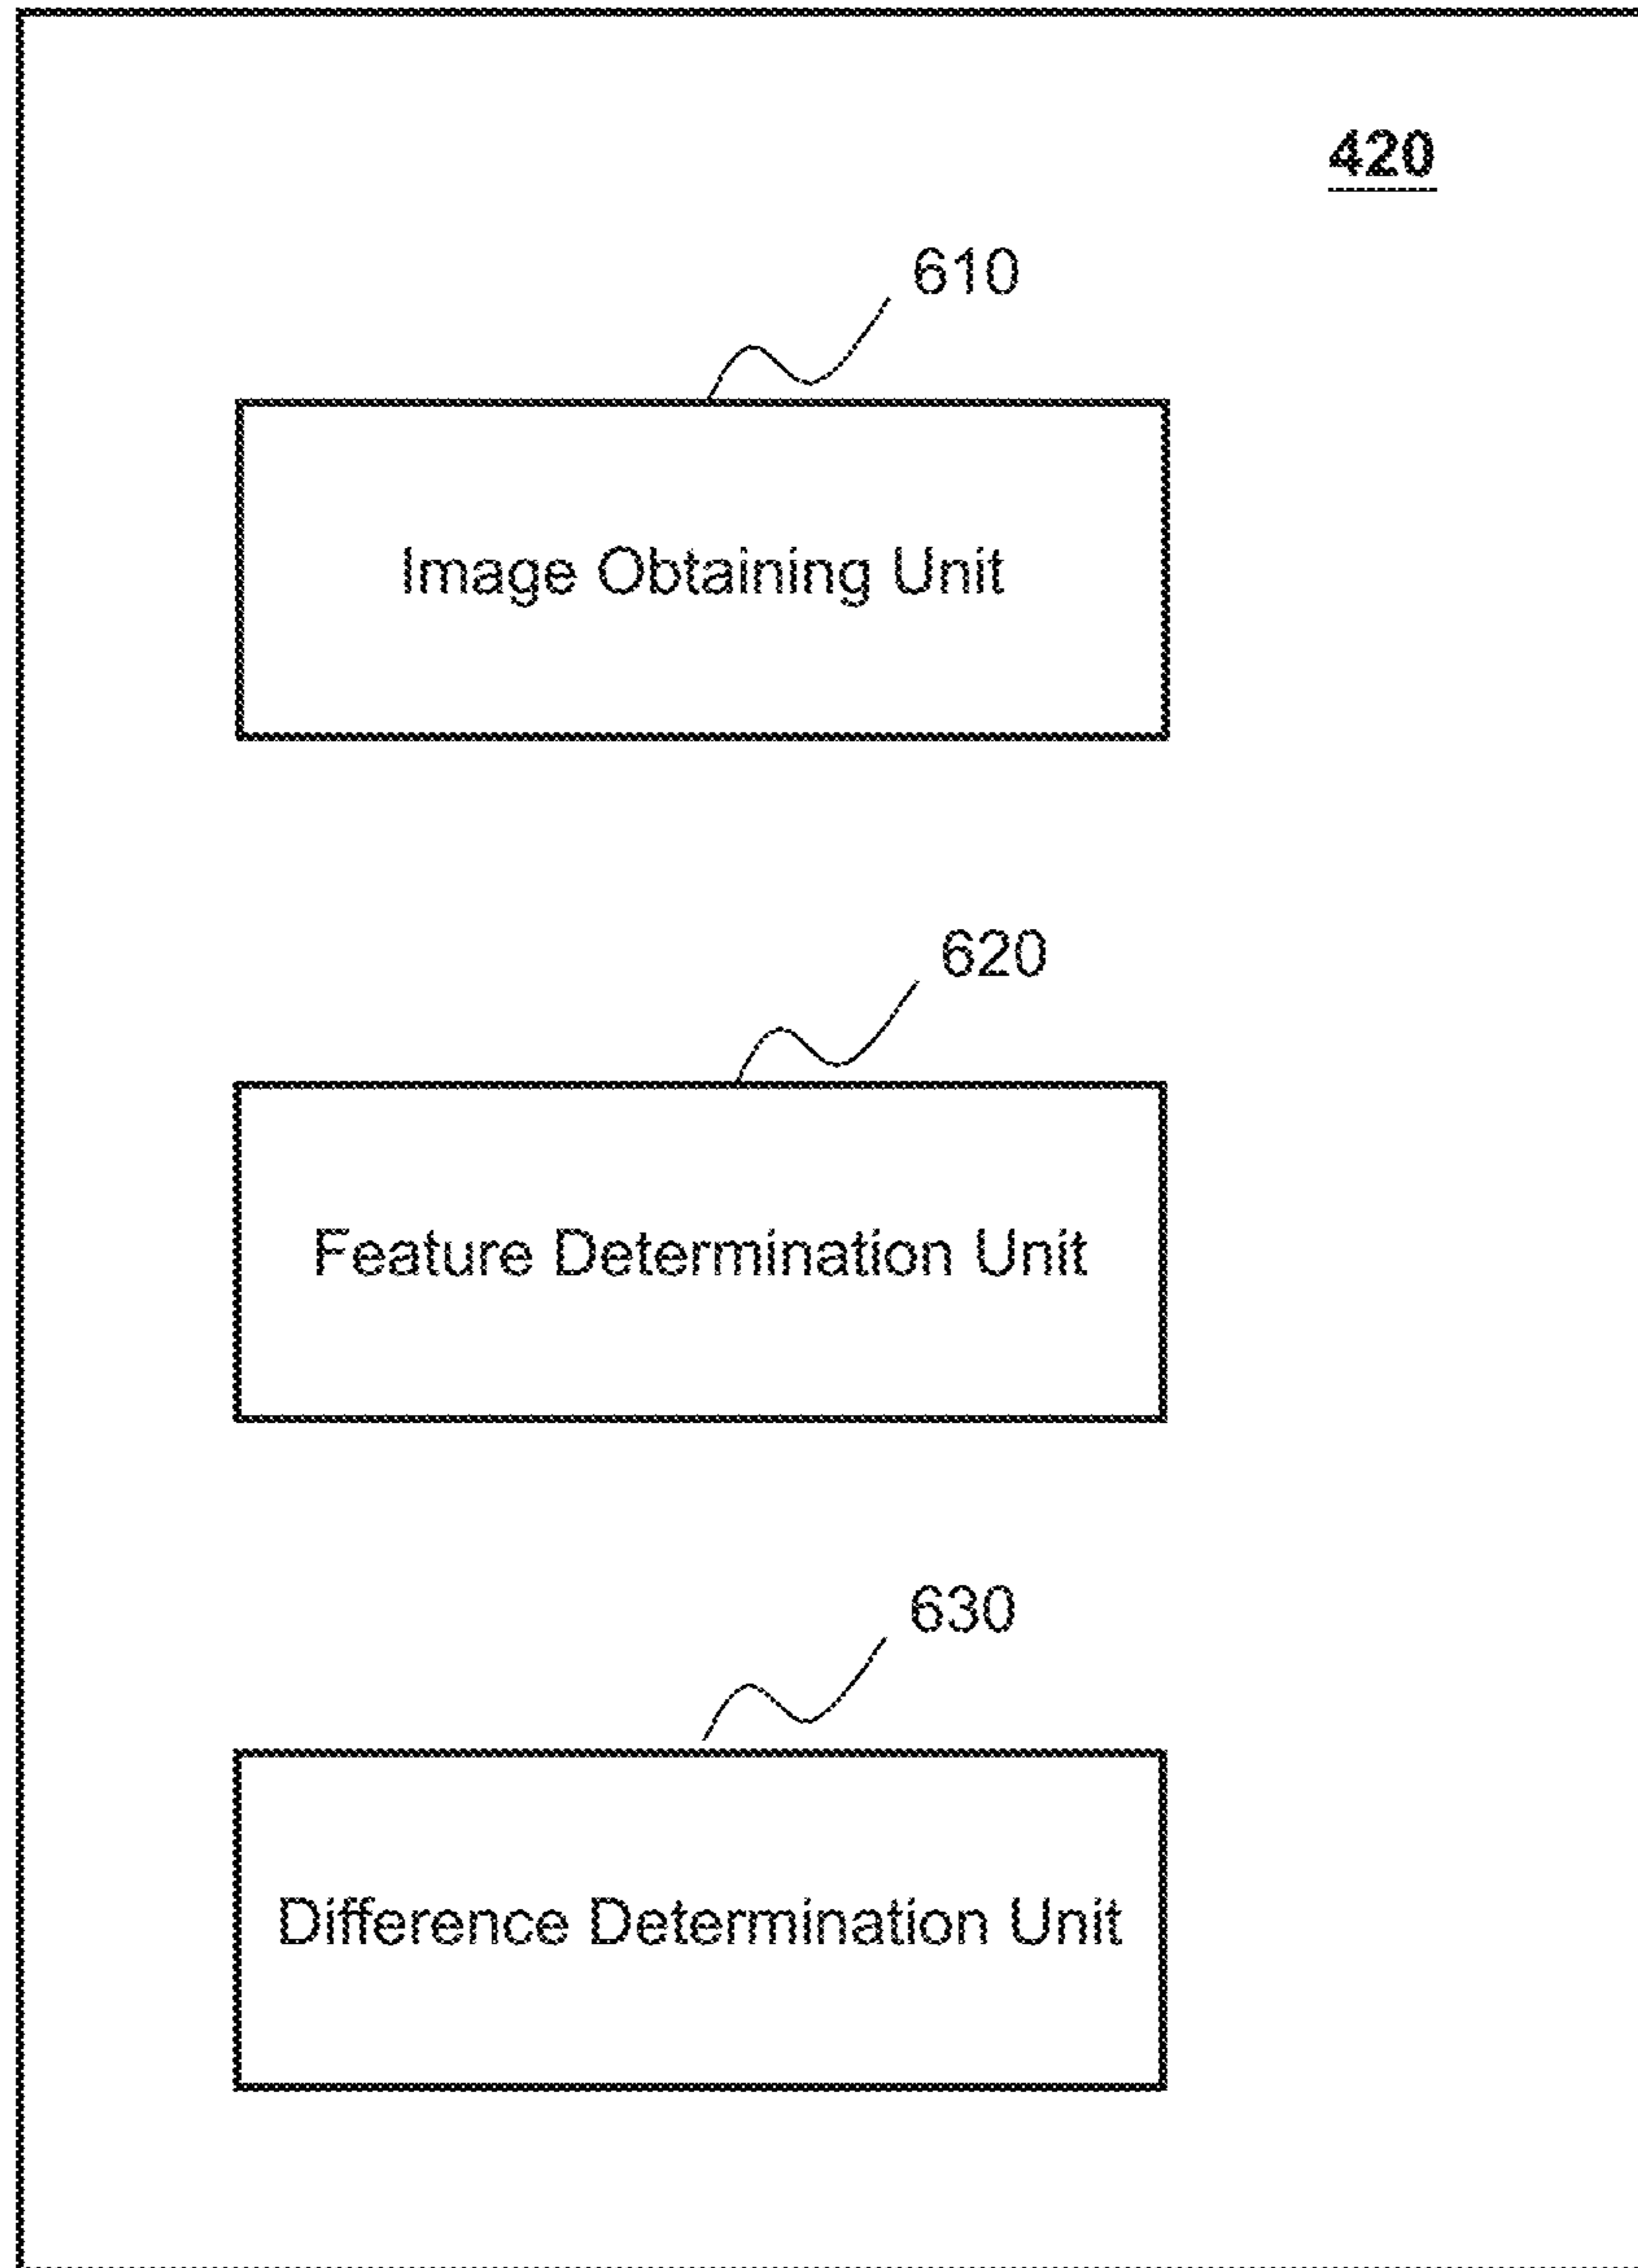 420
610
Image Obtaining Unit
620
Feature Determination Unit
630
Difference Determination Unit